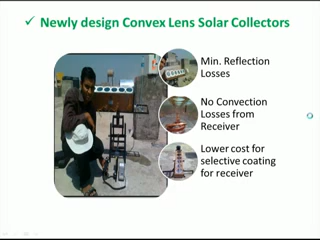 ✓ Newly design Convex Lens Solar Collectors
Min. Reflection
Losses
No Convection
Losses from
Receiver
Lower cost for
selective coating
for receiver